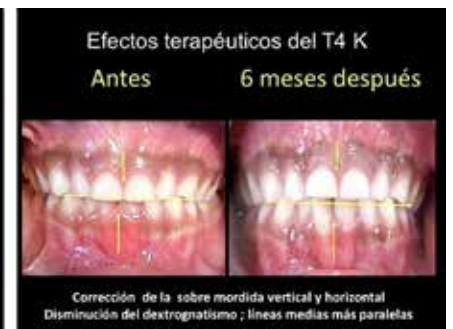 Efectos terapéuticos del T4 K
Antes
6 meses después
Corrección de la sobre mordida vertical y horizontal
Disminución del dextrognatismo ; líneas medias más paralelas